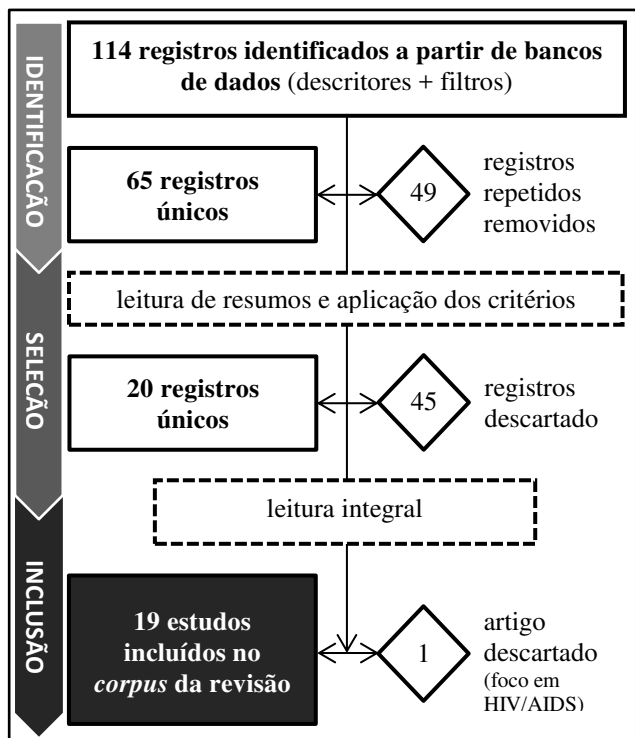 IDENTIFICAÇÃO
114 registros identificados a partir de bancos
de dados (descritores + filtros)
65 registros
únicos
49
registros
repetidos
removidos
SELEÇÃO
leitura de resumos e aplicação dos critérios
20 registros
únicos
45
registros
descartado
leitura integral
INCLUSÃO
19 estudos
incluídos no
corpus da revisão
1
artigo
descartado
(foco em
HIV/AIDS)